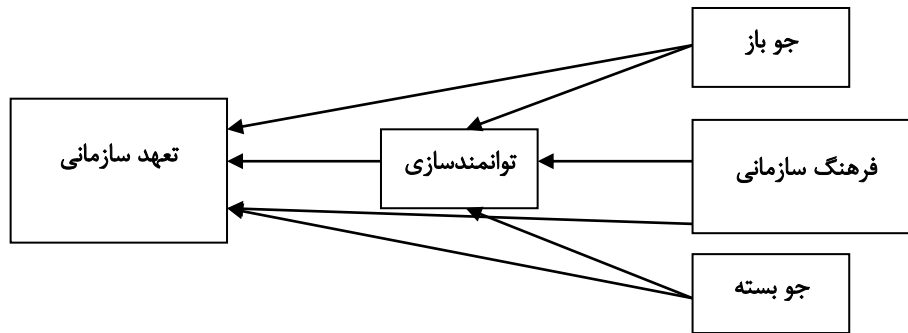 جو باز
تعهد سازمانی
توانمندسازی
فرهنگ سازمانی
جو بسته